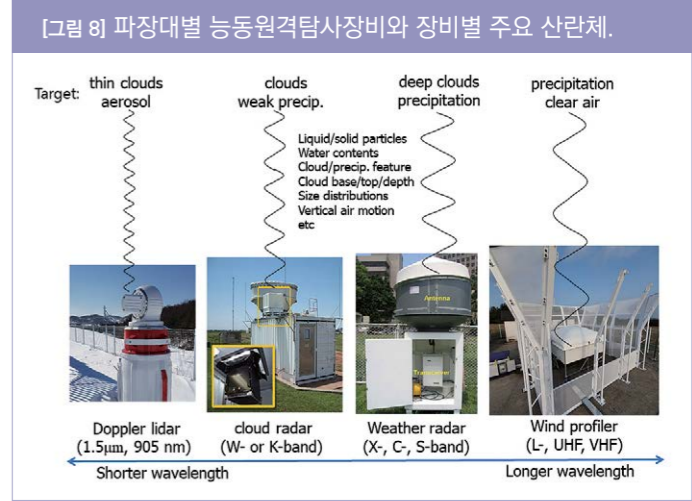 [그림 8] 파장대별 능동원격탐사장비와 장비별 주요 산란체.
Target:
thin clouds
aerosol
clouds
weak precip.
deep clouds
precipitation
precipitation
clear air
Liquid/solid particles
Water contents
Cloud/precip. feature
Cloud base/top/depth
Size distributions
Vertical air motion
etc
Antenna
Transceiver
Doppler lidar
(1.5μm, 905 nm)
cloud radar
(W- or K-band)
Weather radar
(X-, C-, S-band)
Wind profiler
(L-, UHF, VHF)
Shorter wavelength
Longer wavelength